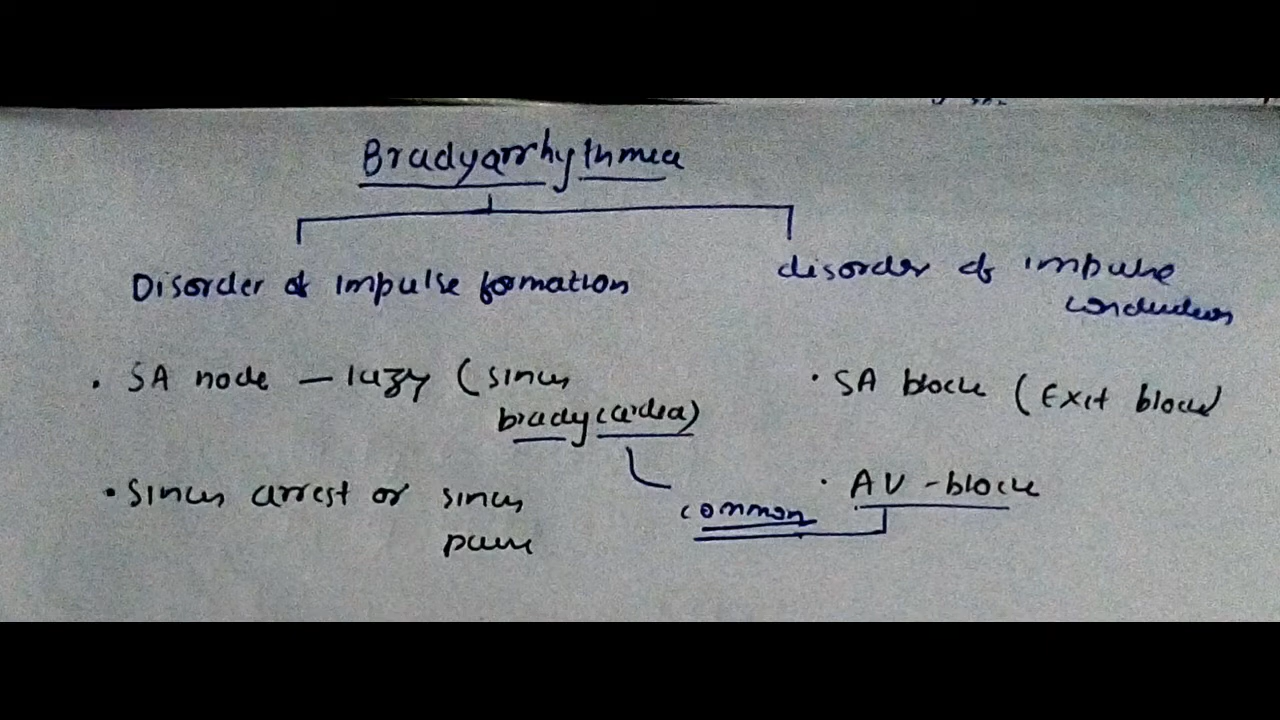 Bradyarrhythmia
Disorder of impulse formation
disorder of impulse
conduction
• SA node – lazy (sinus
bradycardia)
• SA block (Exit block)
• Sinus arrest or sinus
pause
common
• AV-block